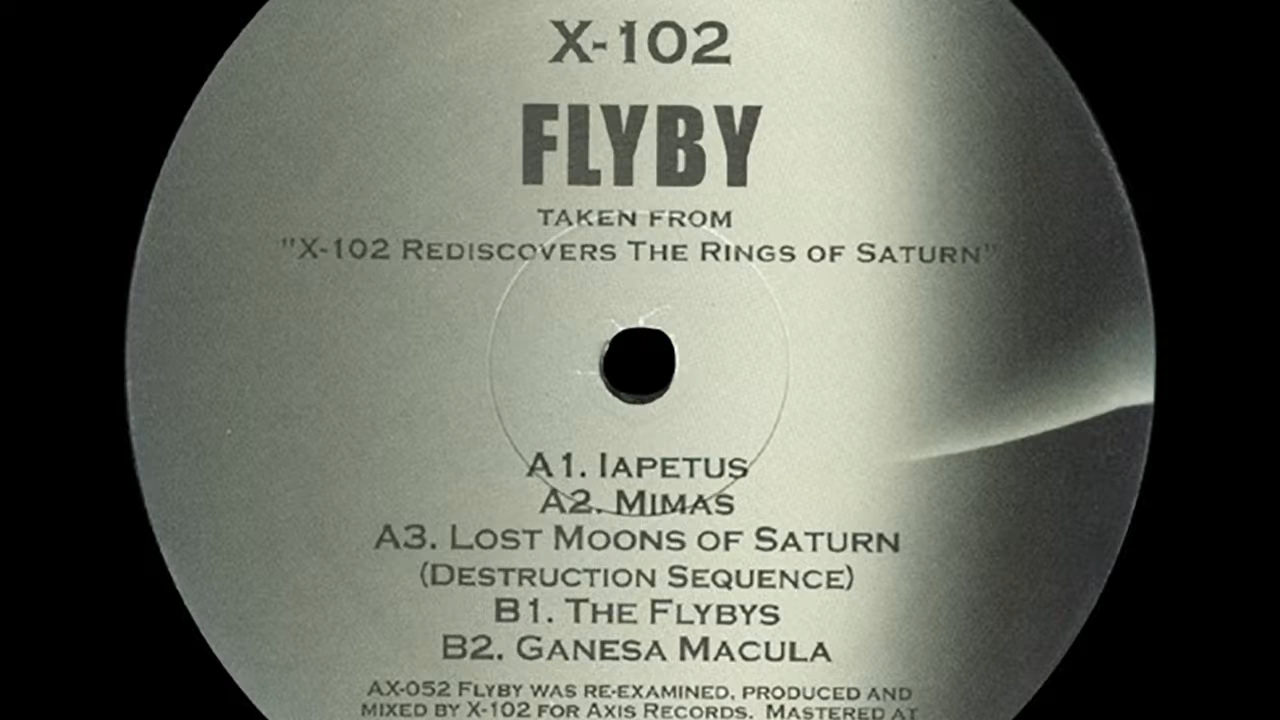 X-102
FLYBY
TAKEN FROM
"X-102 REDISCOVERS THE RINGS OF SATURN"
A1. IAPETUS
A2. MIMAS
A3. LOST MOONS OF SATURN
(DESTRUCTION SEQUENCE)
B1. THE FLYBYS
B2. GANESA MACULA
AX-052 FLYBY WAS RE-EXAMINED, PRODUCED AND
MIXED BY X-102 FOR AXIS RECORDS. MASTERED AT